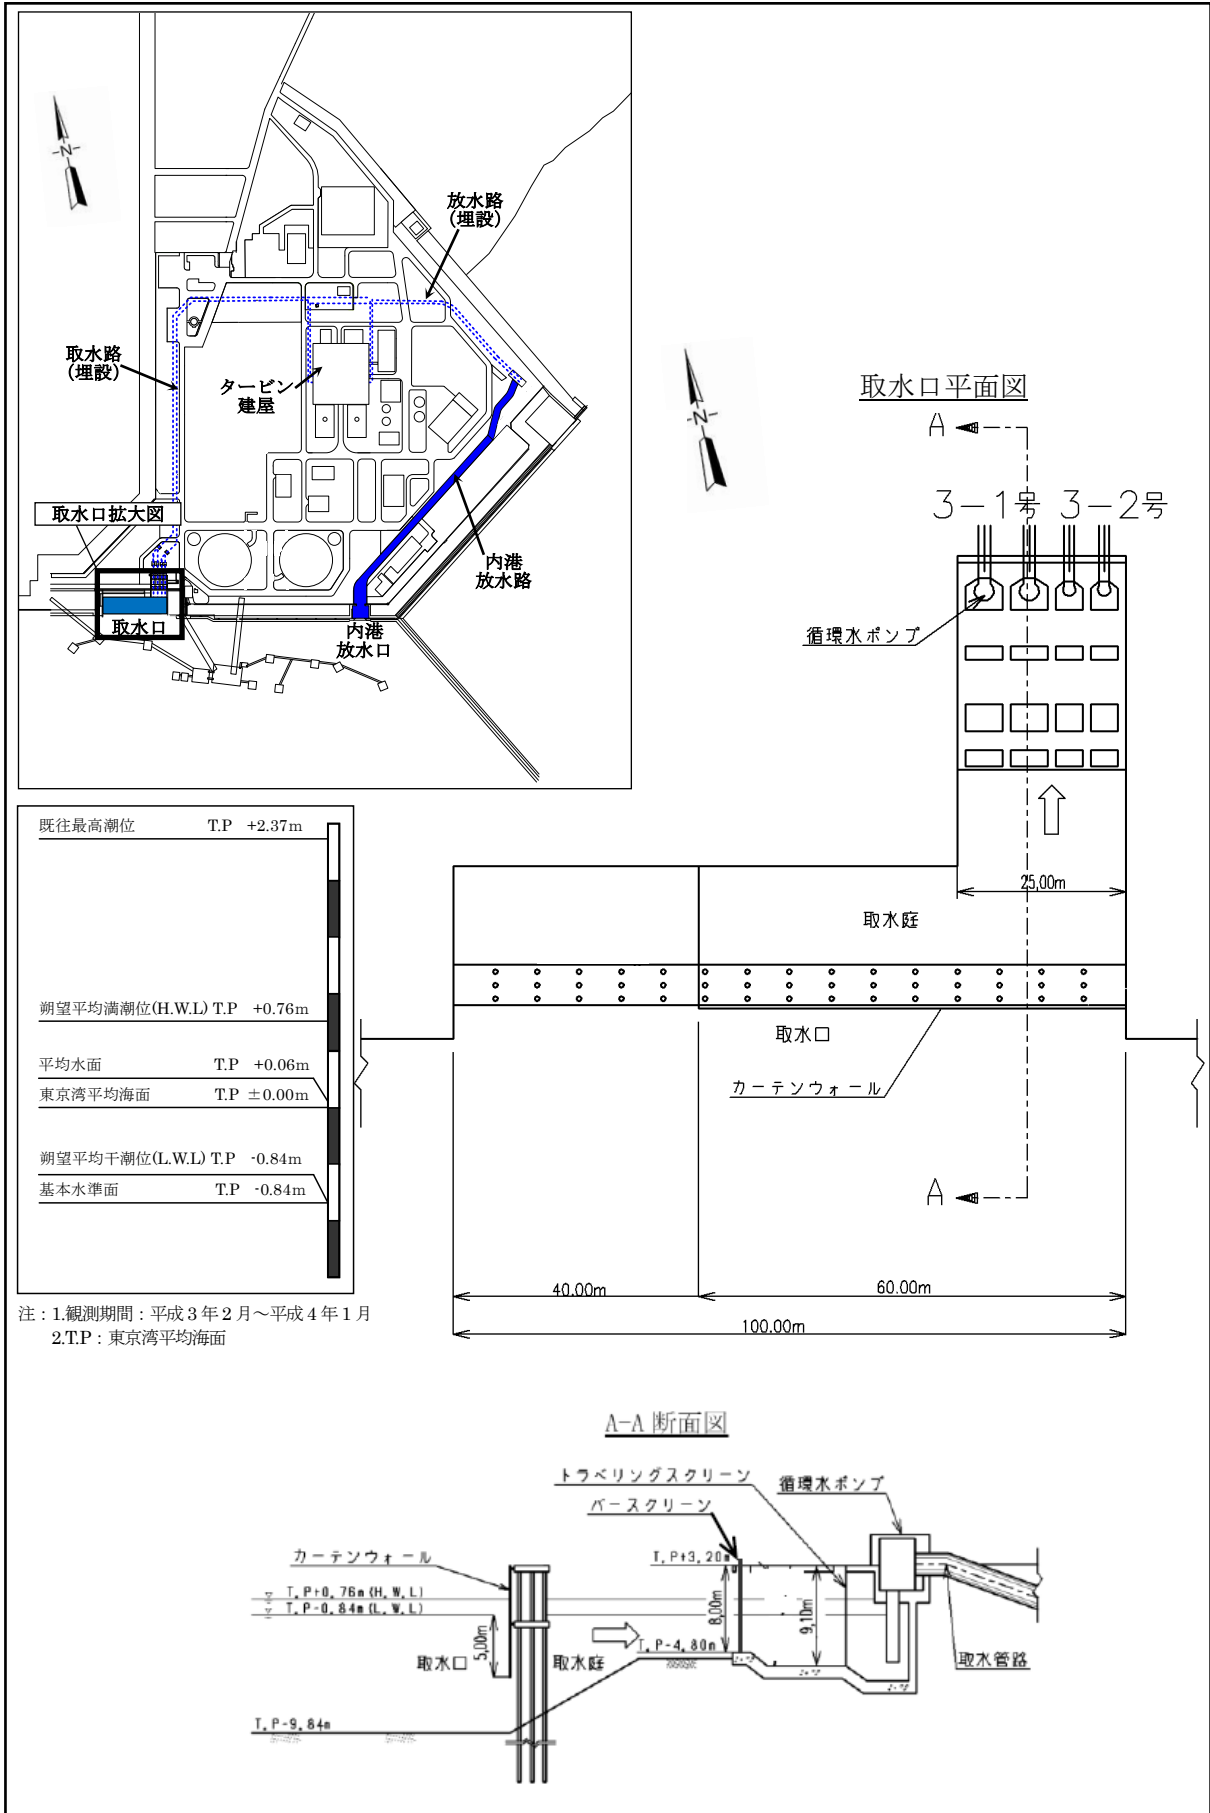 N
放水路
(埋設)
取水路
(埋設)
タービン
建屋
取水口拡大図
取水口
内港
放水路
内港
放水口
N
取水口平面図
A
3-1号 3-2号
循環水ポンプ
25.00m
取水庭
取水口
カーテンウォール
A
40.00m
60.00m
100.00m
既往最高潮位 T.P +2.37m
朔望平均満潮位(H.W.L) T.P +0.76m
平均水面 T.P +0.06m
東京湾平均海面 T.P ±0.00m
朔望平均干潮位(L.W.L) T.P -0.84m
基本水準面 T.P -0.84m
注：1.観測期間：平成3年2月～平成4年1月
2.T.P：東京湾平均海面
A-A 断面図
トラベリングスクリーン
循環水ポンプ
バースクリーン
カーテンウォール
T.P+3.20m
T.P+0.76m(H.W.L)
T.P-0.84m(L.W.L)
5.00m
8.00m
9.10m
T.P-4.80m
取水口
取水庭
取水管路
T.P-9.84m